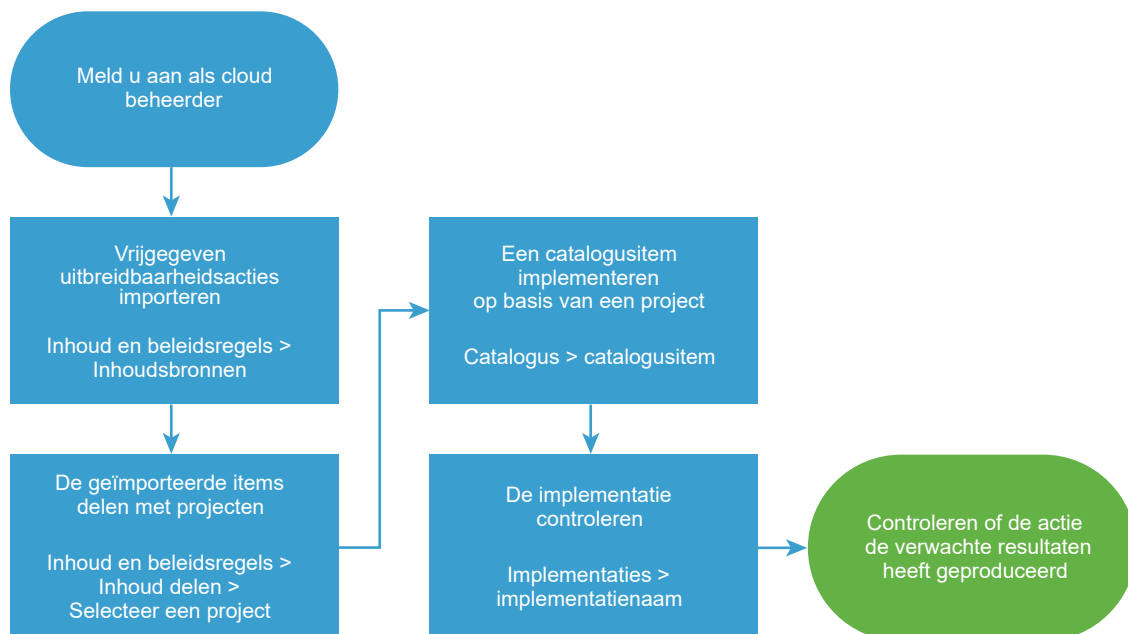 Meld u aan als cloud
beheerder
Vrijgegeven
uitbreidbaarheidsacties
importeren
Inhoud en beleidsregels >
Inhoudsbronnen
De geïmporteerde items
delen met projecten
Inhoud en beleidsregels >
Inhoud delen >
Selecteer een project
Een catalogusitem
implementeren
op basis van een project
Catalogus > catalogusitem
De implementatie
controleren
Implementaties >
implementatienaam
Controleren of de actie
de verwachte resultaten
heeft geproduceerd